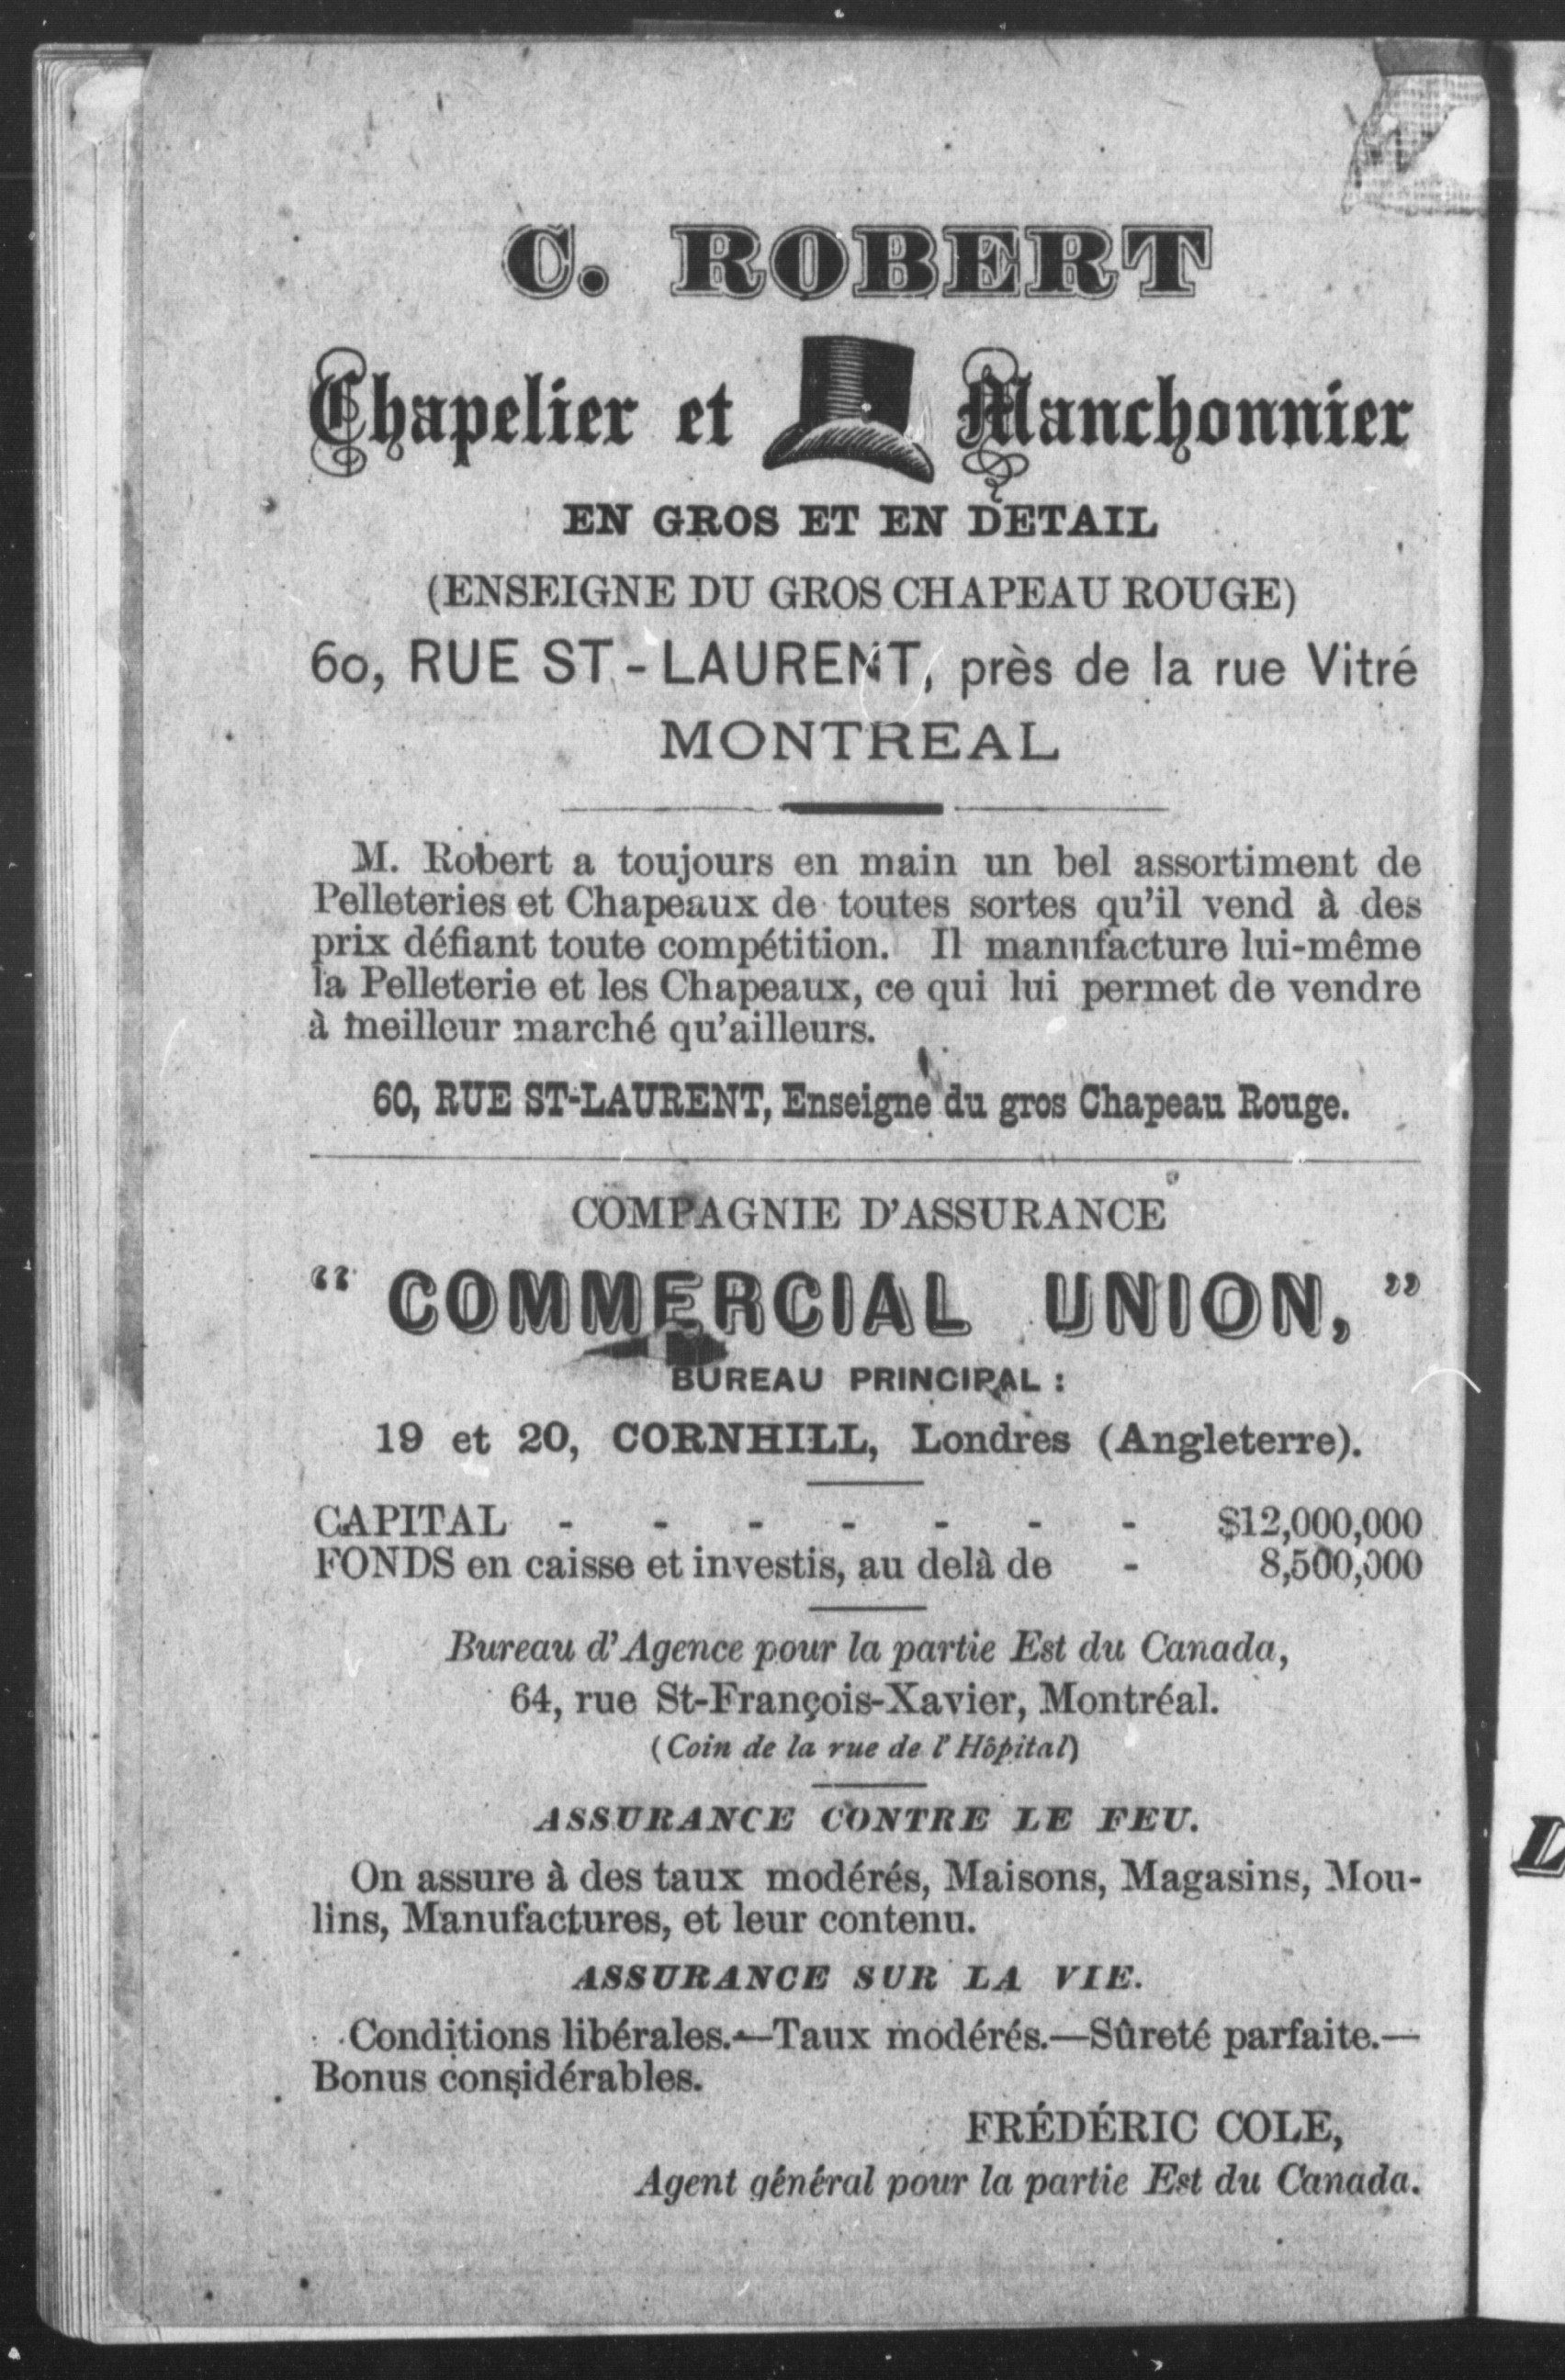 C. ROBERT
Chapelier et Manchonnier
EN GROS ET EN DETAIL
(ENSEIGNE DU GROS CHAPEAU ROUGE)
60, RUE ST.-LAURENT, près de la rue Vitré
MONTREAL
M. Robert a toujours en main un bel assortiment de
Pelleteries et Chapeaux de toutes sortes qu'il vend à des
prix défiant toute compétition. Il manufacture lui-même
la Pelleterie et les Chapeaux, ce qui lui permet de vendre
à meilleur marché qu'ailleurs.
60, RUE ST-LAURENT, Enseigne du gros Chapeau Rouge.
COMPAGNIE D'ASSURANCE
" COMMERCIAL UNION, "
BUREAU PRINCIPAL :
19 et 20, CORNHILL, Londres (Angleterre).
CAPITAL - - - - - - - $12,000,000
FONDS en caisse et investis, au delà de - 8,500,000
Bureau d'Agence pour la partie Est du Canada,
64, rue St-François-Xavier, Montréal.
(Coin de la rue de l'Hôpital)
ASSURANCE CONTRE LE FEU.
On assure à des taux modérés, Maisons, Magasins, Mou-
lins, Manufactures, et leur contenu.
ASSURANCE SUR LA VIE.
Conditions libérales.—Taux modérés.—Sûreté parfaite.—
Bonus considérables.
FRÉDÉRIC COLE,
Agent général pour la partie Est du Canada.
L